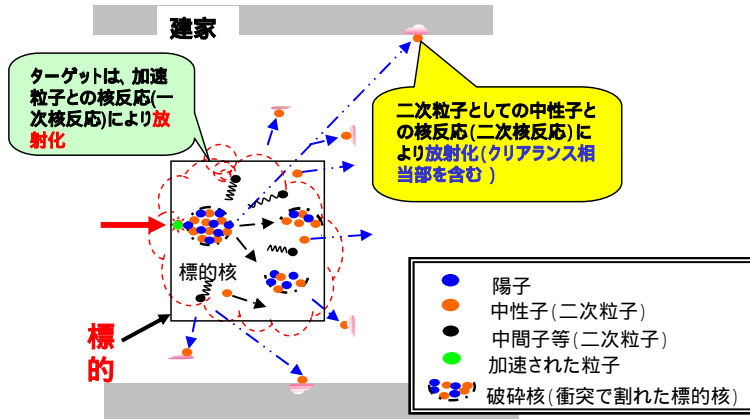 建家
ターゲットは、加速
粒子との核反応(一
次核反応)により放
射化
二次粒子としての中性子と
の核反応(二次核反応)に
より放射化(クリアランス相
当部を含む)
標的核
標
的
陽子
中性子(二次粒子)
中間子等(二次粒子)
加速された粒子
破砕核(衝突で割れた標的核)